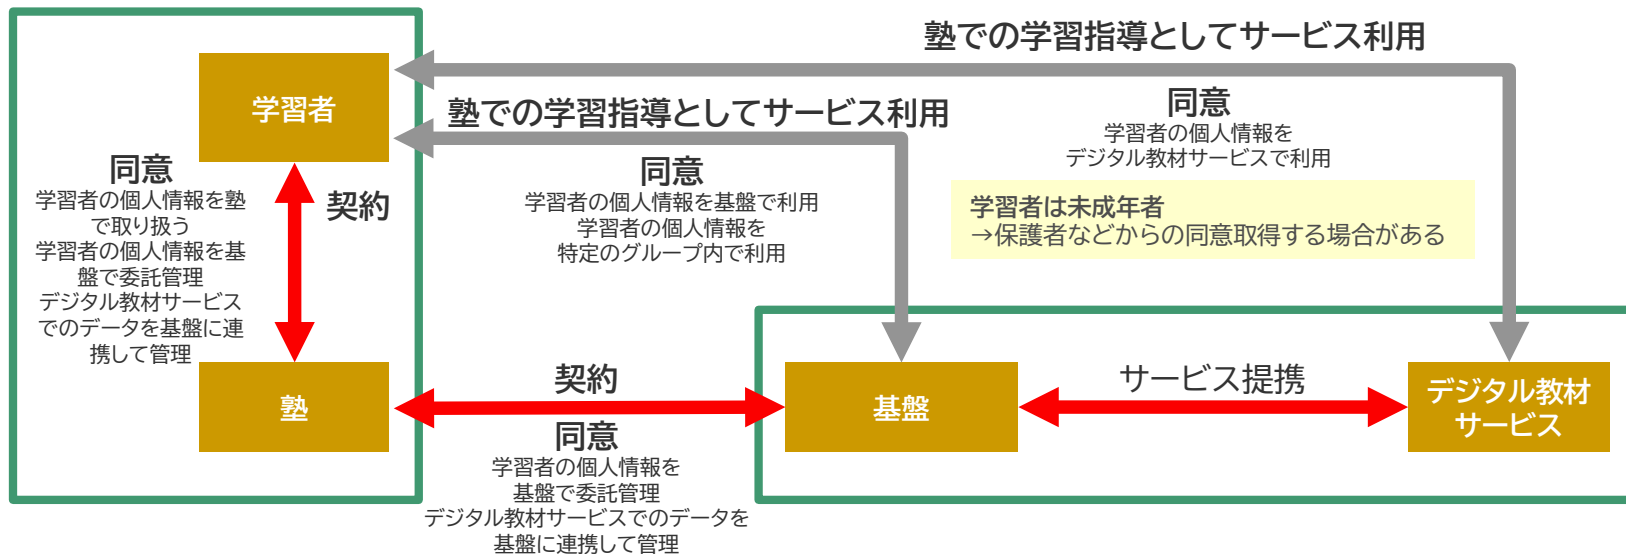 塾での学習指導としてサービス利用
学習者
塾での学習指導としてサービス利用
同意
学習者の個人情報を
デジタル教材サービスで利用
同意
学習者の個人情報を塾
で取り扱う
学習者の個人情報を基
盤で委託管理
デジタル教材サービス
でのデータを基盤に連
携して管理
契約
同意
学習者の個人情報を基盤で利用
学習者の個人情報を
特定のグループ内で利用
学習者は未成年者
→保護者などからの同意取得する場合がある
塾
契約
同意
学習者の個人情報を
基盤で委託管理
デジタル教材サービスでのデータを
基盤に連携して管理
基盤
サービス提携
デジタル教材
サービス